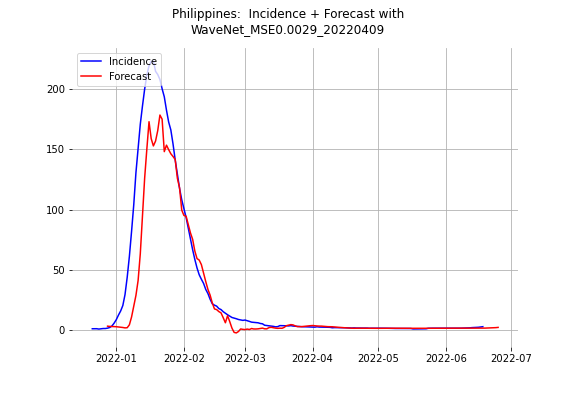 Philippines:  Incidence + Forecast with
WaveNet_MSE0.0029_20220409
Incidence
Forecast
200
150
100
50
0
2022-01 2022-02 2022-03 2022-04 2022-05 2022-06 2022-07